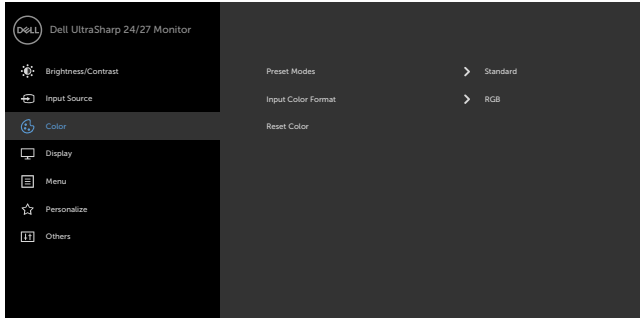 DELL Dell UltraSharp 24/27 Monitor
Brightness/Contrast Preset Modes Standard
Input Source Input Color Format RGB
Color Reset Color
Display
Menu
Personalize
Others